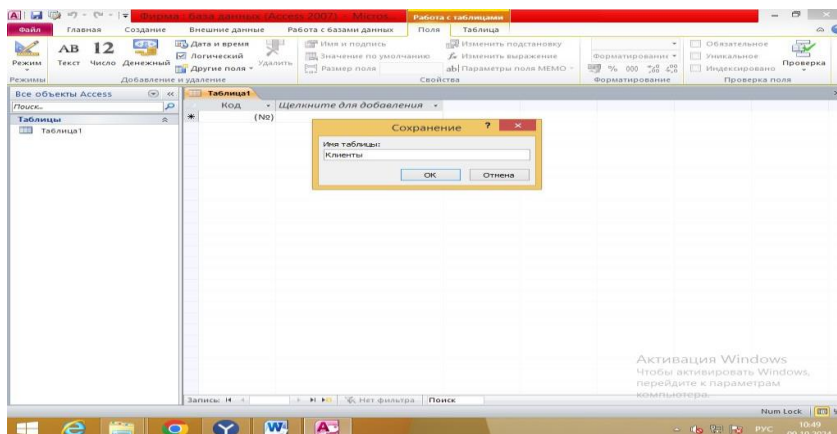 Фирма : база данных (Access 2007) - Micros...
Работа с таблицами
Файл Главная Создание Внешние данные Работа с базами данных Поля Таблица
Режим
АВ Текст
12 Число
Денежный
Дата и время
Логический
Другие поля
Удалить
Имя и подпись
Значение по умолчанию
Размер поля
Изменить подстановку
fx Изменить выражение
ab| Параметры поля МЕМО
Форматирование
% 000
Обязательное
Уникальное
Индексировано
Проверка
Режимы Добавление и удаление Свойства Форматирование Проверка поля
Все объекты Access
Поиск...
Таблицы
Таблица1
Таблица1
Код Щелкните для добавления
* (№)
Сохранение ?
Имя таблицы:
Клиенты
ОК Отмена
Активация Windows
Чтобы активировать Windows,
перейдите к параметрам
компьютера.
Запись: Нет фильтра Поиск
Num Lock
РУС 10:49